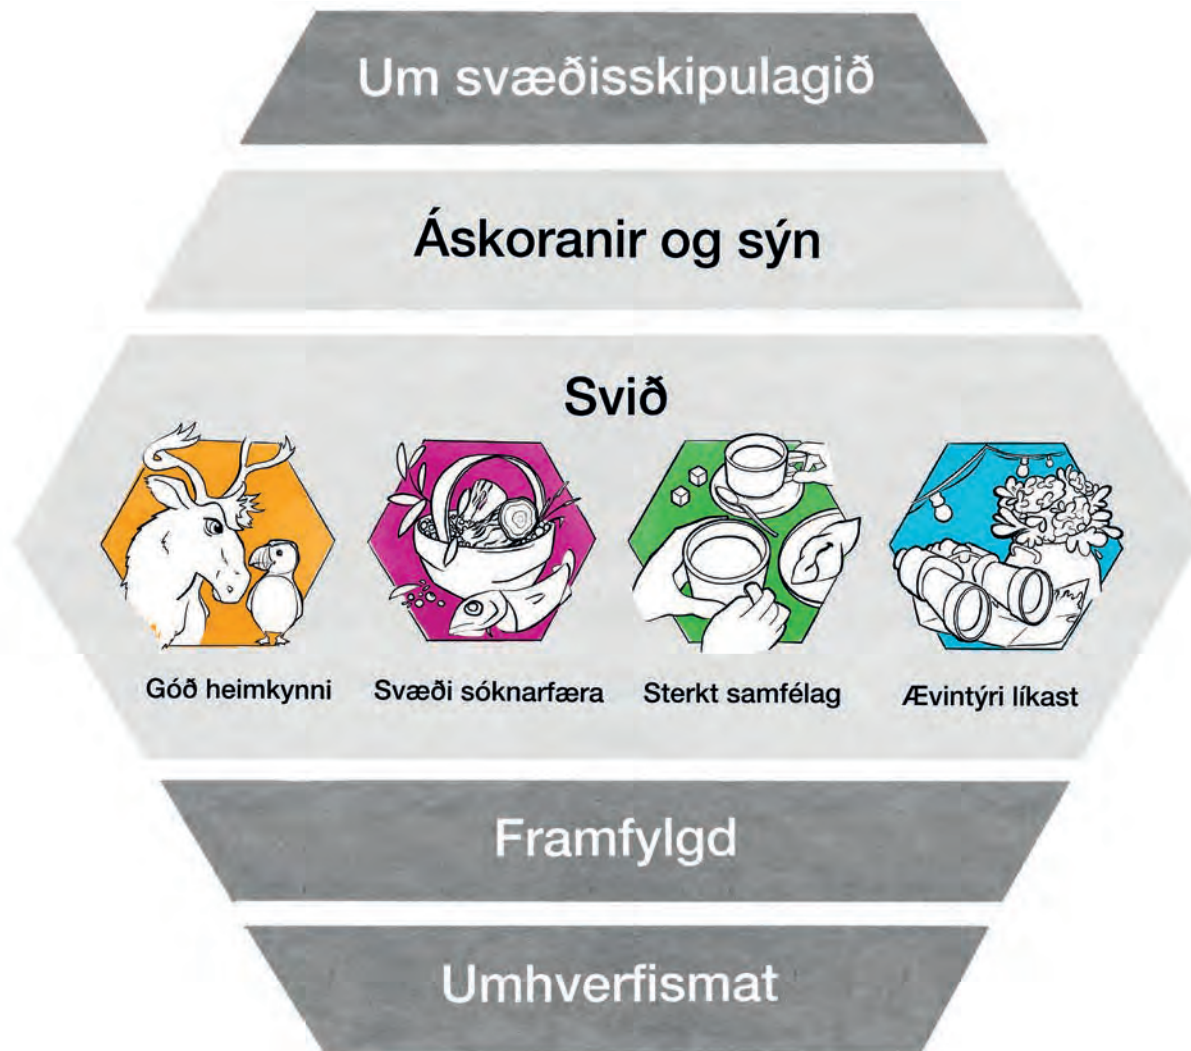 Um svæðisskipulagið
Áskoranir og sýn
Svið
Góð heimkynni
Svæði sóknarfæra
Sterkt samfélag
Ævintýri líkast
Framfylgd
Umhverfismat